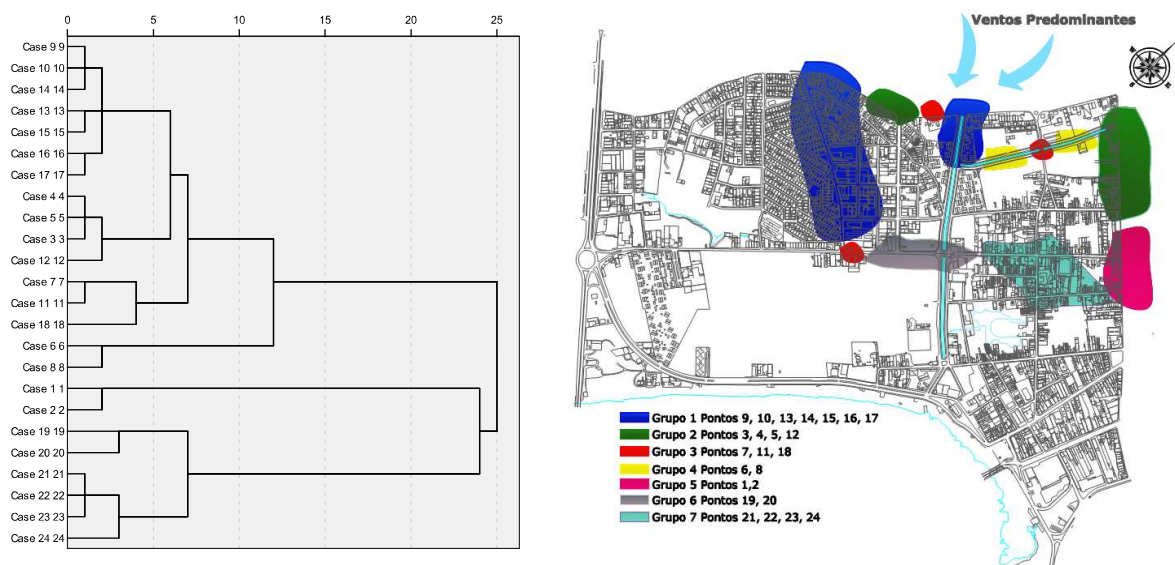 0 5 10 15 20 25
Case 9 9
Case 10 10
Case 14 14
Case 13 13
Case 15 15
Case 16 16
Case 17 17
Case 4 4
Case 5 5
Case 3 3
Case 12 12
Case 7 7
Case 11 11
Case 18 18
Case 6 6
Case 8 8
Case 1 1
Case 2 2
Case 19 19
Case 20 20
Case 21 21
Case 22 22
Case 23 23
Case 24 24
Ventos Predominantes
Grupo 1 Pontos 9, 10, 13, 14, 15, 16, 17
Grupo 2 Pontos 3, 4, 5, 12
Grupo 3 Pontos 7, 11, 18
Grupo 4 Pontos 6, 8
Grupo 5 Pontos 1,2
Grupo 6 Pontos 19, 20
Grupo 7 Pontos 21, 22, 23, 24